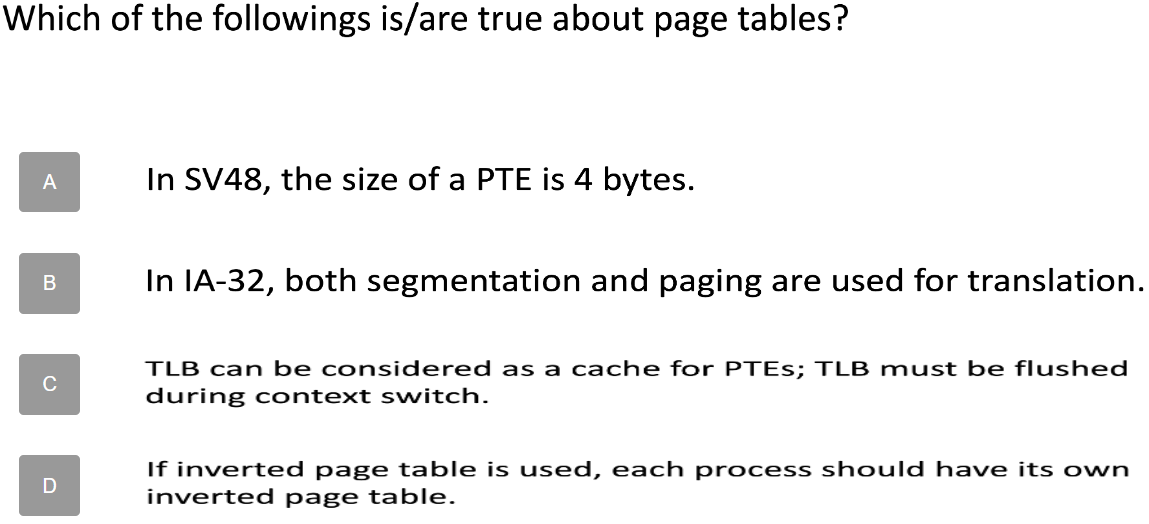 Which of the followings is/are true about page tables?
A
In SV48, the size of a PTE is 4 bytes.
B
In IA-32, both segmentation and paging are used for translation.
C
TLB can be considered as a cache for PTEs; TLB must be flushed
during context switch.
D
If inverted page table is used, each process should have its own
inverted page table.